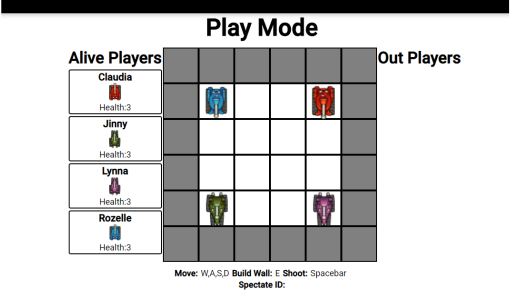 Play Mode
Alive Players
Out Players
Claudia
Health:3
Jinny
Health:3
Lynna
Health:3
Rozelle
Health:3
Move: W,A,S,D Build Wall: E Shoot: Spacebar
Spectate ID: